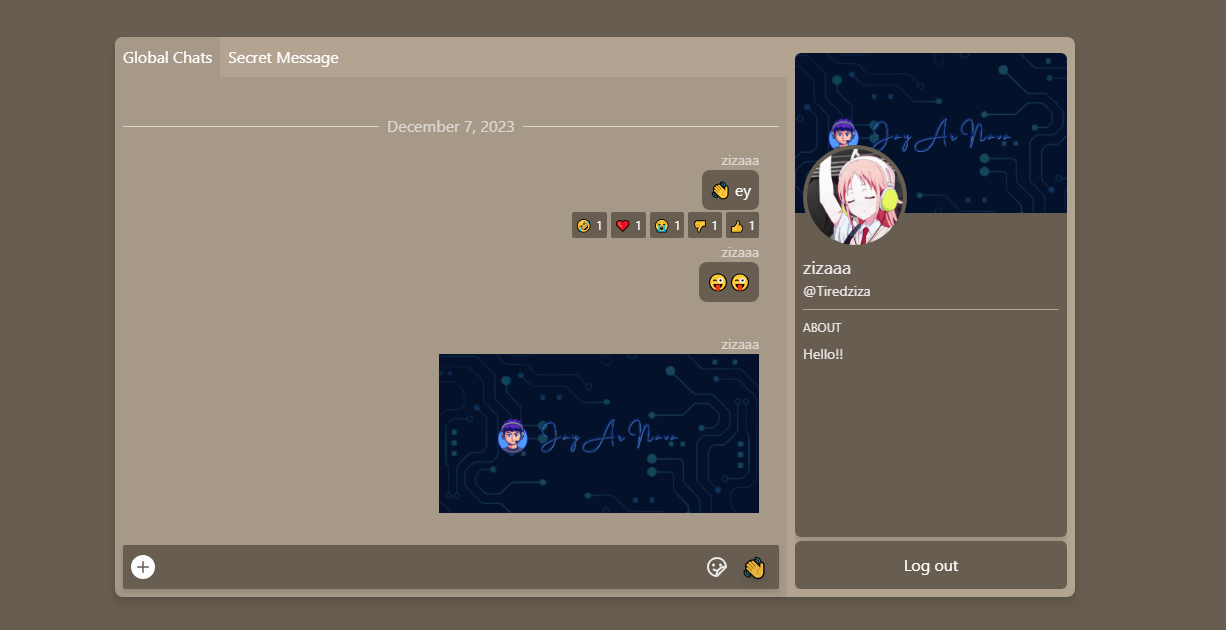 Global Chats
Secret Message
December 7, 2023
zizaaa
👋 ey
🤣 1 ❤️ 1 😭 1 👎 1 👍 1
zizaaa
😜😜
zizaaa
Jay Ar Nava
Jay Ar Nava
zizaaa
@Tiredziza
ABOUT
Hello!!
Log out